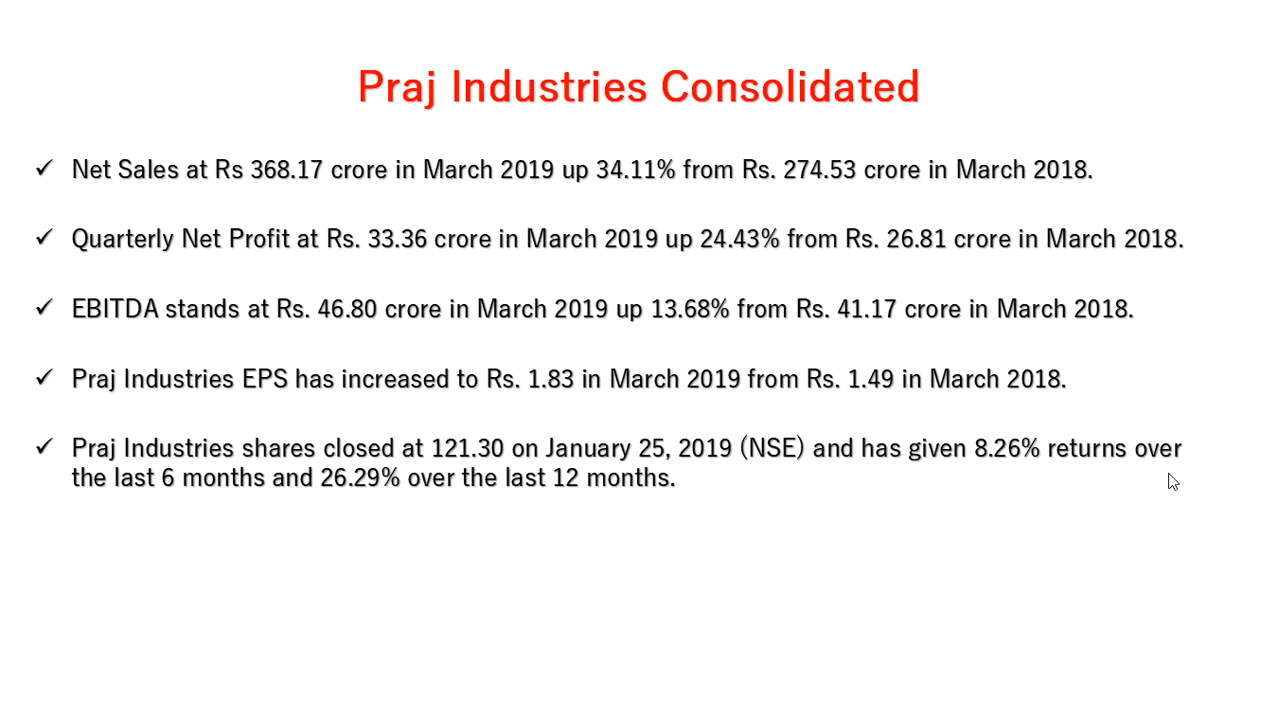 Praj Industries Consolidated
✓ Net Sales at Rs 368.17 crore in March 2019 up 34.11% from Rs. 274.53 crore in March 2018.
✓ Quarterly Net Profit at Rs. 33.36 crore in March 2019 up 24.43% from Rs. 26.81 crore in March 2018.
✓ EBITDA stands at Rs. 46.80 crore in March 2019 up 13.68% from Rs. 41.17 crore in March 2018.
✓ Praj Industries EPS has increased to Rs. 1.83 in March 2019 from Rs. 1.49 in March 2018.
✓ Praj Industries shares closed at 121.30 on January 25, 2019 (NSE) and has given 8.26% returns over
the last 6 months and 26.29% over the last 12 months.